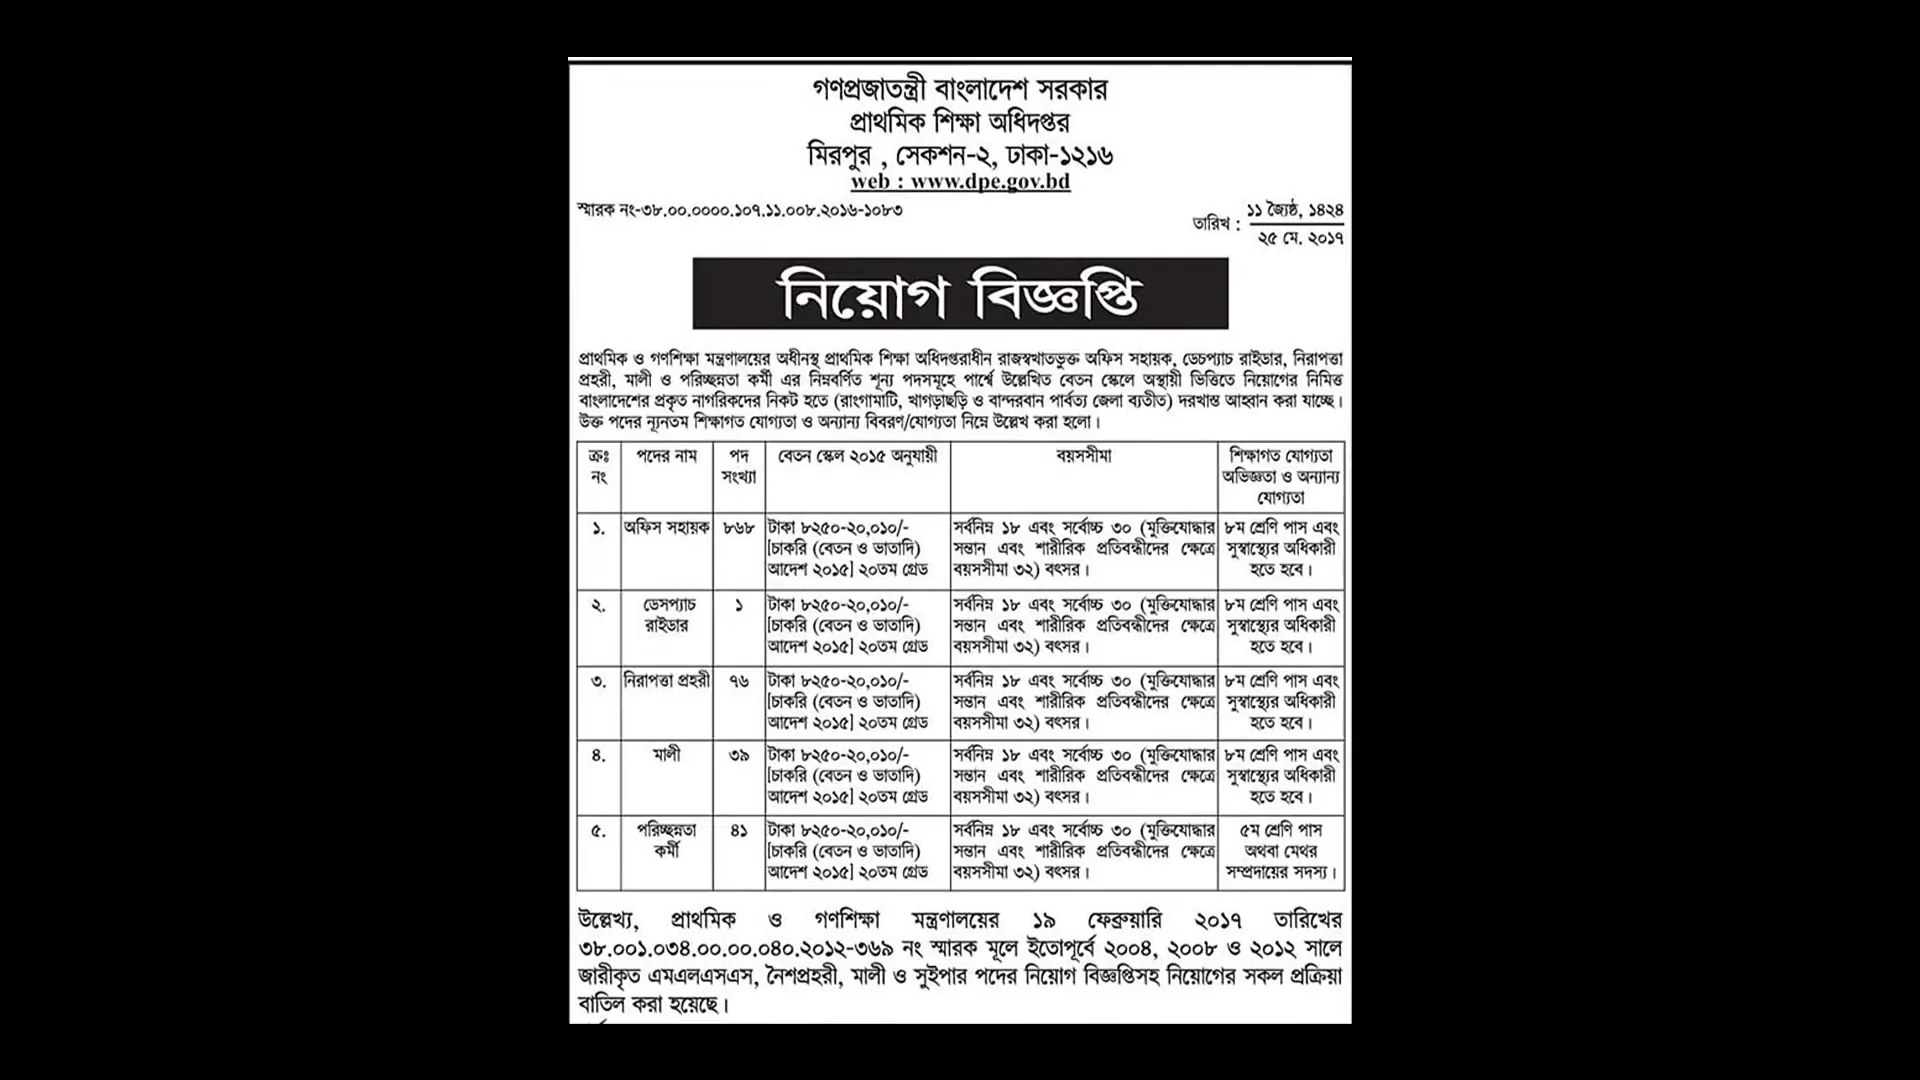 গণপ্রজাতন্ত্রী বাংলাদেশ সরকার
প্রাথমিক শিক্ষা অধিদপ্তর
মিরপুর , সেকশন-২, ঢাকা-১২১৬
web : www.dpe.gov.bd
স্মারক নং-৩৮.০০.০০০০.১০৭.১১.০০৮.২০১৬-১০৮৩
তারিখ : ১১ জ্যৈষ্ঠ, ১৪২৪
২৫ মে. ২০১৭
নিয়োগ বিজ্ঞপ্তি
প্রাথমিক ও গণশিক্ষা মন্ত্রণালয়ের অধীনস্থ প্রাথমিক শিক্ষা অধিদপ্তরাধীন রাজস্বখাতভুক্ত অফিস সহায়ক, ডেচপ্যাচ রাইডার, নিরাপত্তা
প্রহরী, মালী ও পরিচ্ছন্নতা কর্মী এর নিম্নবর্ণিত শূন্য পদসমূহে পার্শ্বে উল্লেখিত বেতন স্কেলে অস্থায়ী ভিত্তিতে নিয়োগের নিমিত্ত
বাংলাদেশের প্রকৃত নাগরিকদের নিকট হতে (রাংগামাটি, খাগড়াছড়ি ও বান্দরবান পার্বত্য জেলা ব্যতীত) দরখাস্ত আহ্বান করা যাচ্ছে।
উক্ত পদের ন্যূনতম শিক্ষাগত যোগ্যতা ও অন্যান্য বিবরণ/যোগ্যতা নিম্নে উল্লেখ করা হলো।
ক্রঃ পদের নাম পদ বেতন স্কেল ২০১৫ অনুযায়ী বয়সসীমা শিক্ষাগত যোগ্যতা
নং সংখ্যা অভিজ্ঞতা ও অন্যান্য
যোগ্যতা
১. অফিস সহায়ক ৮৬৮ টাকা ৮২৫০-২০,০১০/- সর্বনিম্ন ১৮ এবং সর্বোচ্চ ৩০ (মুক্তিযোদ্ধার ৮ম শ্রেণি পাস এবং
[চাকরি (বেতন ও ভাতাদি) সন্তান এবং শারীরিক প্রতিবন্ধীদের ক্ষেত্রে সুস্বাস্থ্যের অধিকারী
আদেশ ২০১৫] ২০তম গ্রেড বয়সসীমা ৩২) বৎসর। হতে হবে।
২. ডেসপ্যাচ ১ টাকা ৮২৫০-২০,০১০/- সর্বনিম্ন ১৮ এবং সর্বোচ্চ ৩০ (মুক্তিযোদ্ধার ৮ম শ্রেণি পাস এবং
রাইডার [চাকরি (বেতন ও ভাতাদি) সন্তান এবং শারীরিক প্রতিবন্ধীদের ক্ষেত্রে সুস্বাস্থ্যের অধিকারী
আদেশ ২০১৫] ২০তম গ্রেড বয়সসীমা ৩২) বৎসর। হতে হবে।
৩. নিরাপত্তা প্রহরী ৭৬ টাকা ৮২৫০-২০,০১০/- সর্বনিম্ন ১৮ এবং সর্বোচ্চ ৩০ (মুক্তিযোদ্ধার ৮ম শ্রেণি পাস এবং
[চাকরি (বেতন ও ভাতাদি) সন্তান এবং শারীরিক প্রতিবন্ধীদের ক্ষেত্রে সুস্বাস্থ্যের অধিকারী
আদেশ ২০১৫] ২০তম গ্রেড বয়সসীমা ৩২) বৎসর। হতে হবে।
৪. মালী ৩৯ টাকা ৮২৫০-২০,০১০/- সর্বনিম্ন ১৮ এবং সর্বোচ্চ ৩০ (মুক্তিযোদ্ধার ৮ম শ্রেণি পাস এবং
[চাকরি (বেতন ও ভাতাদি) সন্তান এবং শারীরিক প্রতিবন্ধীদের ক্ষেত্রে সুস্বাস্থ্যের অধিকারী
আদেশ ২০১৫] ২০তম গ্রেড বয়সসীমা ৩২) বৎসর। হতে হবে।
৫. পরিচ্ছন্নতা ৪১ টাকা ৮২৫০-২০,০১০/- সর্বনিম্ন ১৮ এবং সর্বোচ্চ ৩০ (মুক্তিযোদ্ধার ৫ম শ্রেণি পাস
কর্মী [চাকরি (বেতন ও ভাতাদি) সন্তান এবং শারীরিক প্রতিবন্ধীদের ক্ষেত্রে অথবা মেথর
আদেশ ২০১৫] ২০তম গ্রেড বয়সসীমা ৩২) বৎসর। সম্প্রদায়ের সদস্য।
উল্লেখ্য, প্রাথমিক ও গণশিক্ষা মন্ত্রণালয়ের ১৯ ফেব্রুয়ারি ২০১৭ তারিখের
৩৮.০০১.০৩৪.০০.০০.০৪০.২০১২-৩৬৯ নং স্মারক মূলে ইতোপূর্বে ২০০৪, ২০০৮ ও ২০১২ সালে
জারীকৃত এমএলএসএস, নৈশপ্রহরী, মালী ও সুইপার পদের নিয়োগ বিজ্ঞপ্তিসহ নিয়োগের সকল প্রক্রিয়া
বাতিল করা হয়েছে।